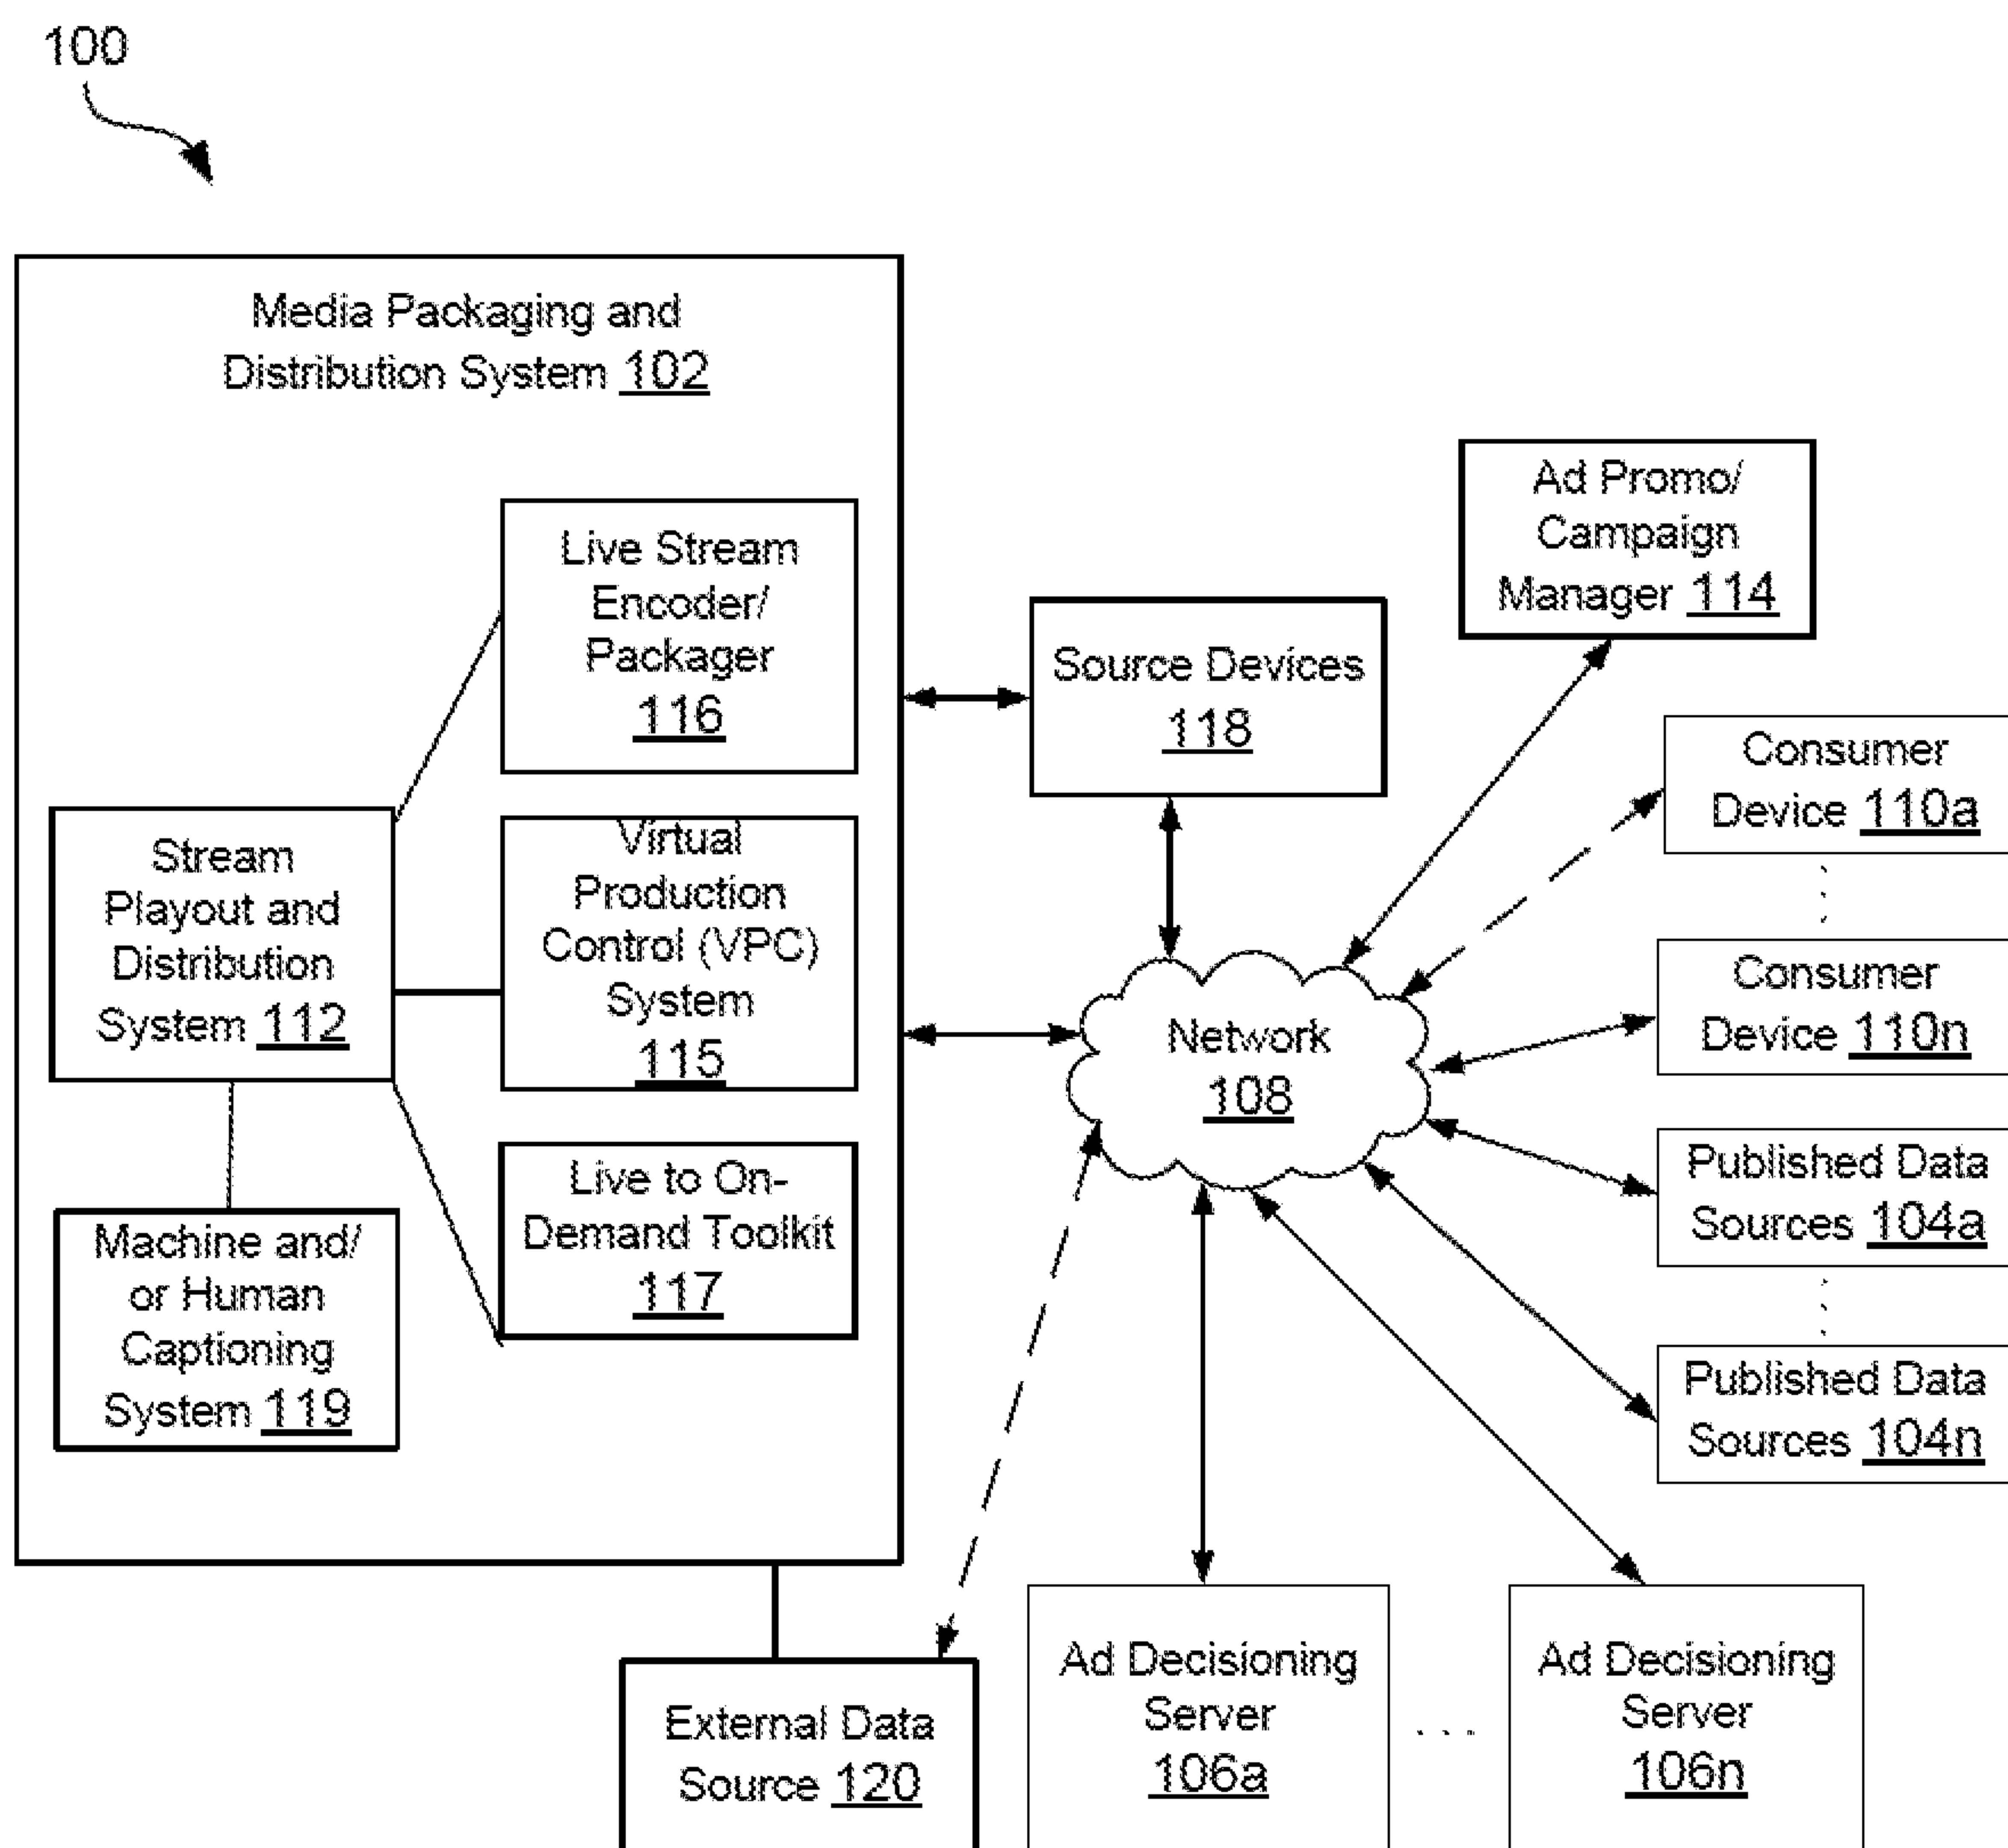 100
Media Packaging and
Distribution System 102
Live Stream
Encoder/
Packager
116
Stream
Playout and
Distribution
System 112
Virtual
Production
Control (VPC)
System
115
Machine and/
or Human
Captioning
System 119
Live to On-
Demand Toolkit
117
Source Devices
118
Ad Promo/
Campaign
Manager 114
Consumer
Device 110a
Consumer
Device 110n
Network
108
Published Data
Sources 104a
Published Data
Sources 104n
External Data
Source 120
Ad Decisioning
Server
106a
. . .
Ad Decisioning
Server
106n